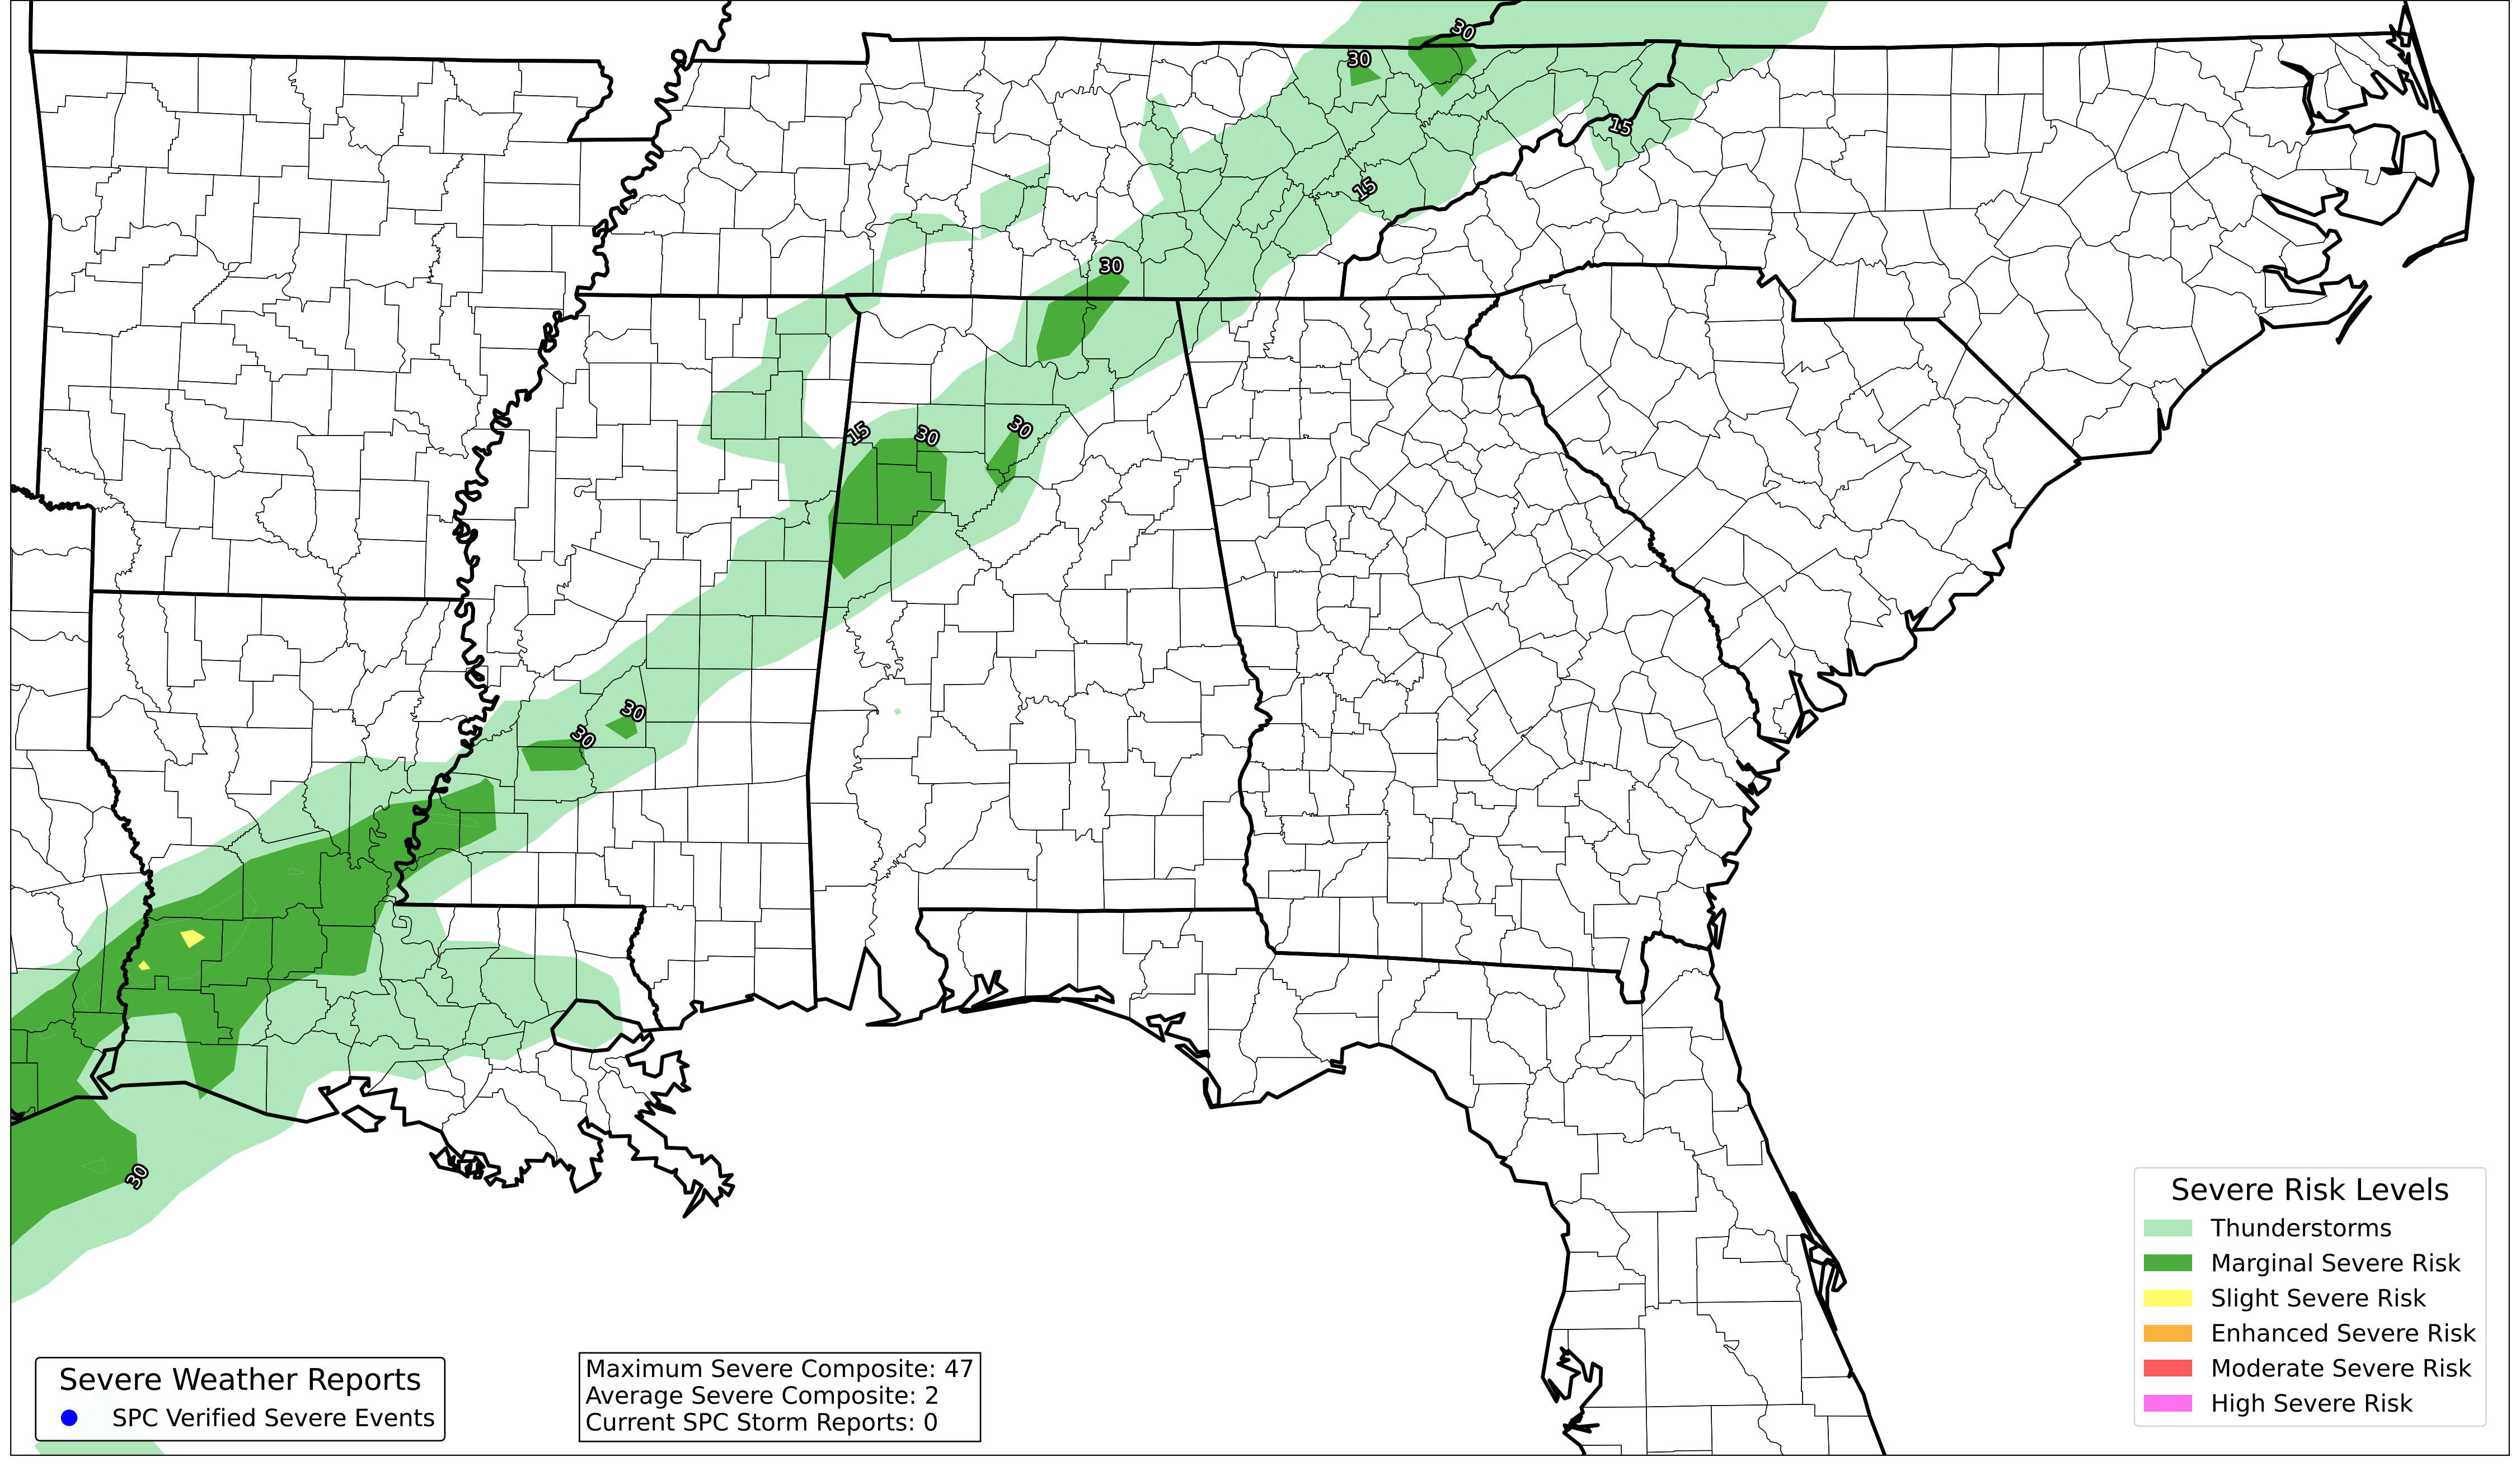 30
30
15
15
30
15
30
30
30
30
30
Severe Risk Levels
Thunderstorms
Marginal Severe Risk
Slight Severe Risk
Enhanced Severe Risk
Moderate Severe Risk
High Severe Risk
Severe Weather Reports
SPC Verified Severe Events
Maximum Severe Composite: 47
Average Severe Composite: 2
Current SPC Storm Reports: 0